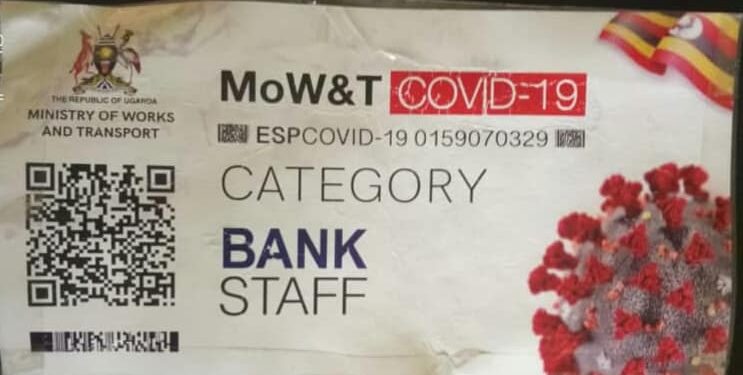 THE REPUBLIC OF UGANDA
MINISTRY OF WORKS
AND TRANSPORT
MoW&T COVID-19
ESPCOVID-19 0159070329
CATEGORY
BANK
STAFF